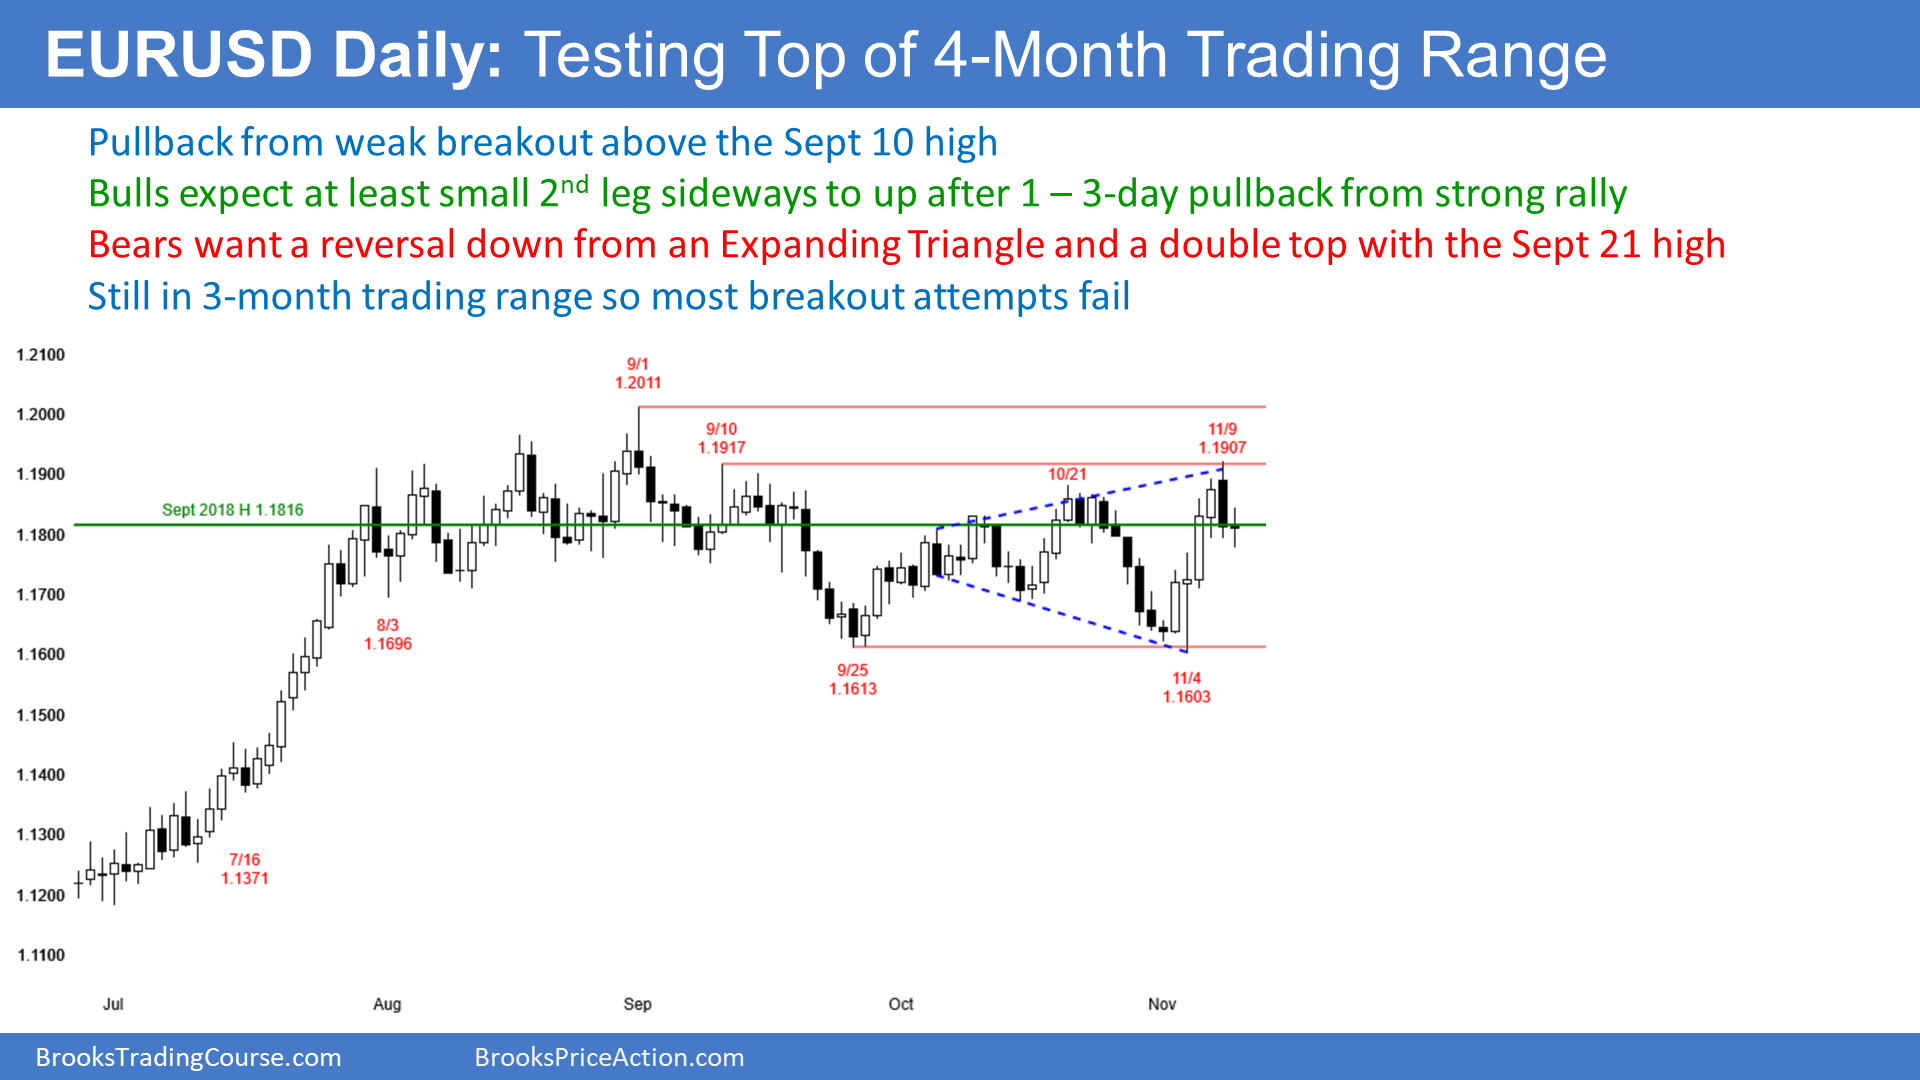 EURUSD Daily: Testing Top of 4-Month Trading Range
Pullback from weak breakout above the Sept 10 high
Bulls expect at least small 2nd leg sideways to up after 1 – 3-day pullback from strong rally
Bears want a reversal down from an Expanding Triangle and a double top with the Sept 21 high
Still in 3-month trading range so most breakout attempts fail
1.2100
1.2000
1.1900
1.1800
1.1700
1.1600
1.1500
1.1400
1.1300
1.1200
1.1100
Sept 2018 H 1.1816
7/16
1.1371
8/3
1.1696
9/1
1.2011
9/10
1.1917
9/25
1.1613
10/21
11/4
1.1603
11/9
1.1907
Jul
Aug
Sep
Oct
Nov
BrooksTradingCourse.com
BrooksPriceAction.com